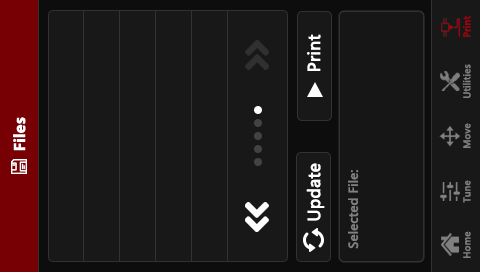 Files
Update
Print
Selected File:
Home
Tune
Move
Utilities
Print